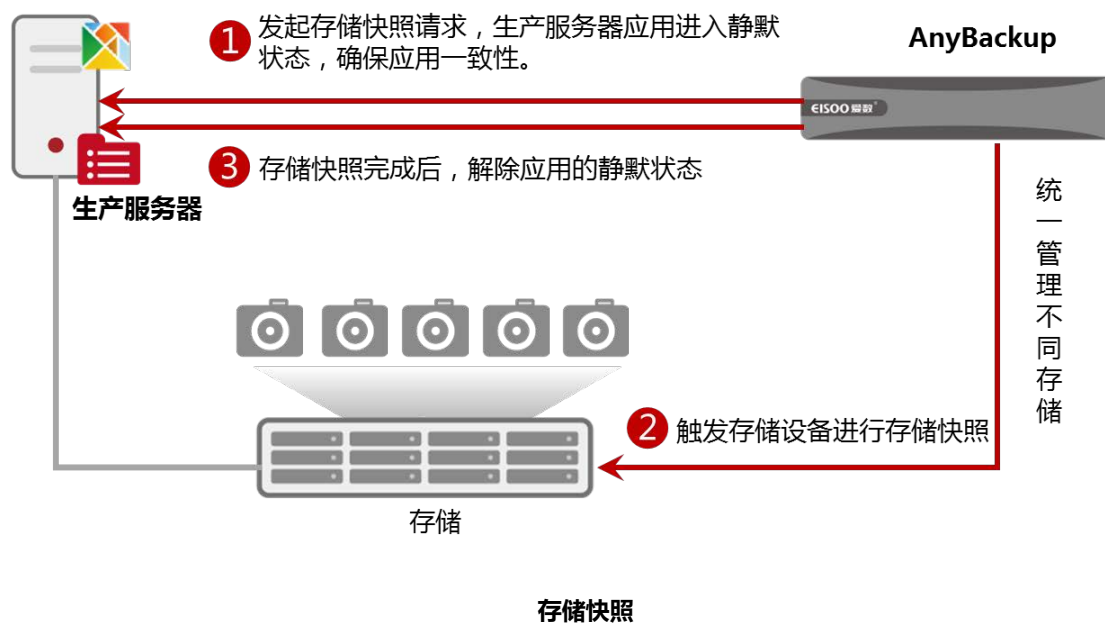 1 发起存储快照请求，生产服务器应用进入静默
状态，确保应用一致性。
AnyBackup
EISOO 爱数
3 存储快照完成后，解除应用的静默状态
生产服务器
统一管理不同存储
2 触发存储设备进行存储快照
存储
存储快照